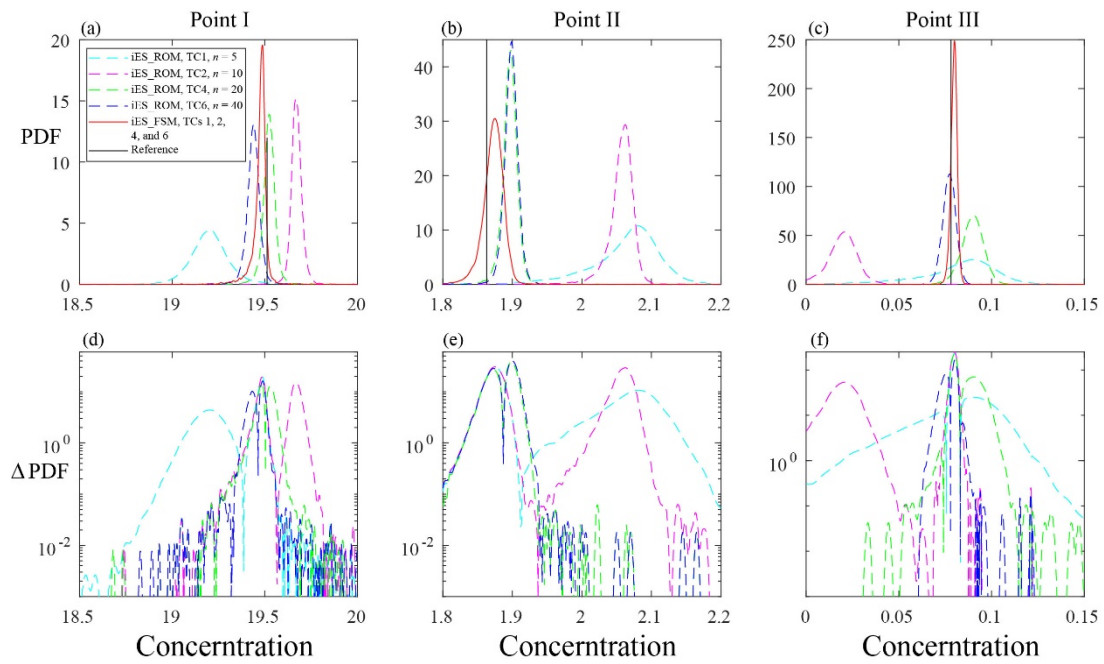 Point I Point II Point III
(a) (b) (c)
20 15 10 5 0
PDF
iES_ROM, TC1, n = 5
iES_ROM, TC2, n = 10
iES_ROM, TC4, n = 20
iES_ROM, TC6, n = 40
iES_FSM, TCs 1, 2,
4, and 6
Reference
40 30 20 10 0
250 200 150 100 50 0
18.5 19 19.5 20
1.8 1.9 2 2.1 2.2
0 0.05 0.1 0.15
(d) (e) (f)
ΔPDF
10^0 10^-2
10^0 10^-2
10^0
18.5 19 19.5 20
1.8 1.9 2 2.1 2.2
0 0.05 0.1 0.15
Concerntration Concerntration Concerntration